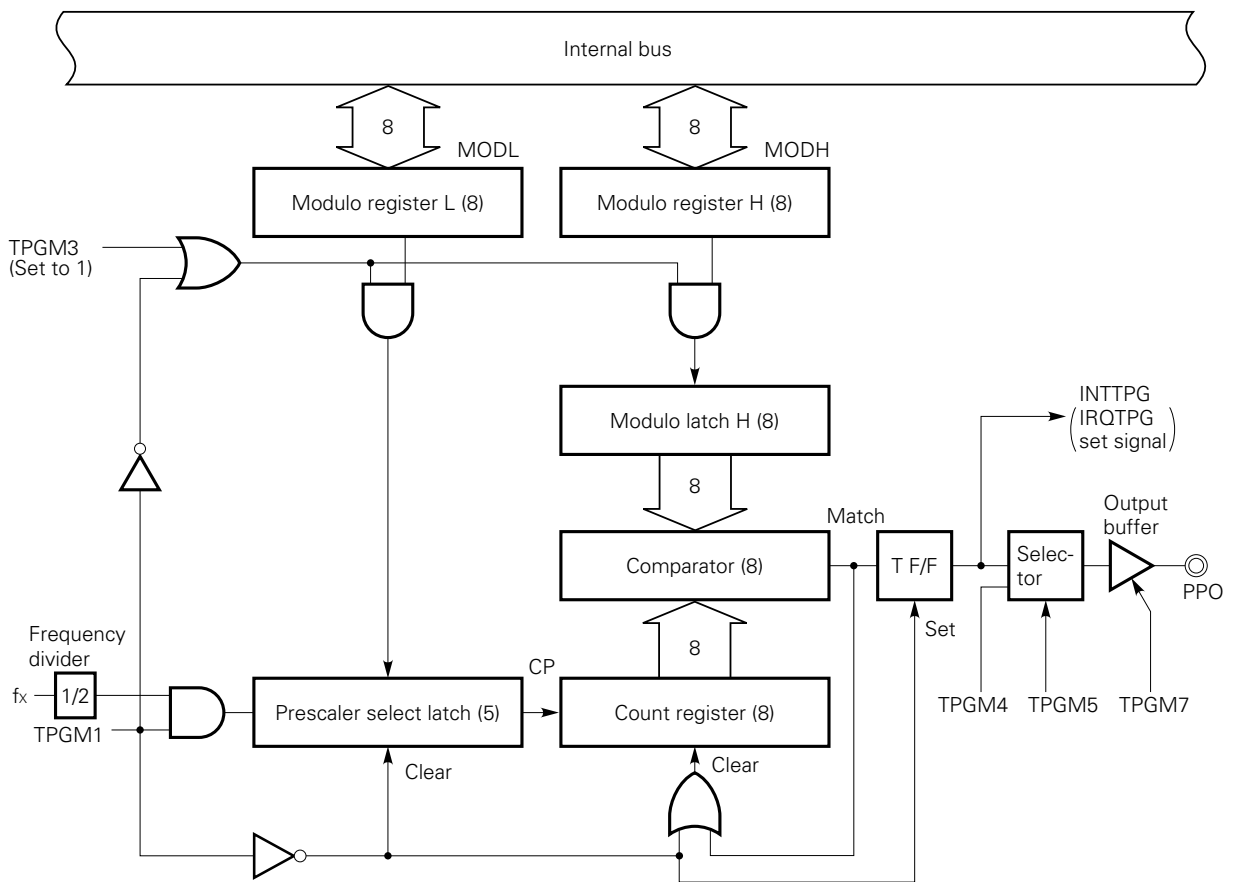 Internal bus
8
8
MODL
MODH
Modulo register L (8)
Modulo register H (8)
TPGM3
(Set to 1)
Modulo latch H (8)
INTTPG
IRQTPG
set signal
8
Match
Output
buffer
Comparator (8)
T F/F
Selec-
tor
PPO
Set
8
Frequency
divider
CP
fx
1/2
Prescaler select latch (5)
Count register (8)
TPGM4
TPGM5
TPGM7
TPGM1
Clear
Clear